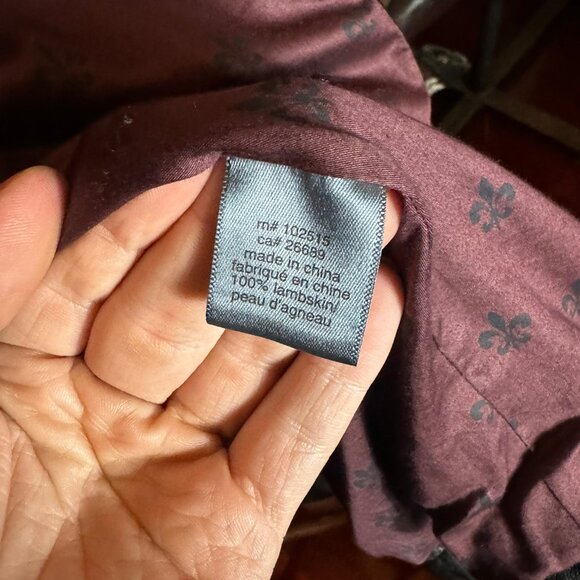 rn# 102515
ca# 26689
made in china
fabriqué en chine
100% lambskin/
peau d'agneau